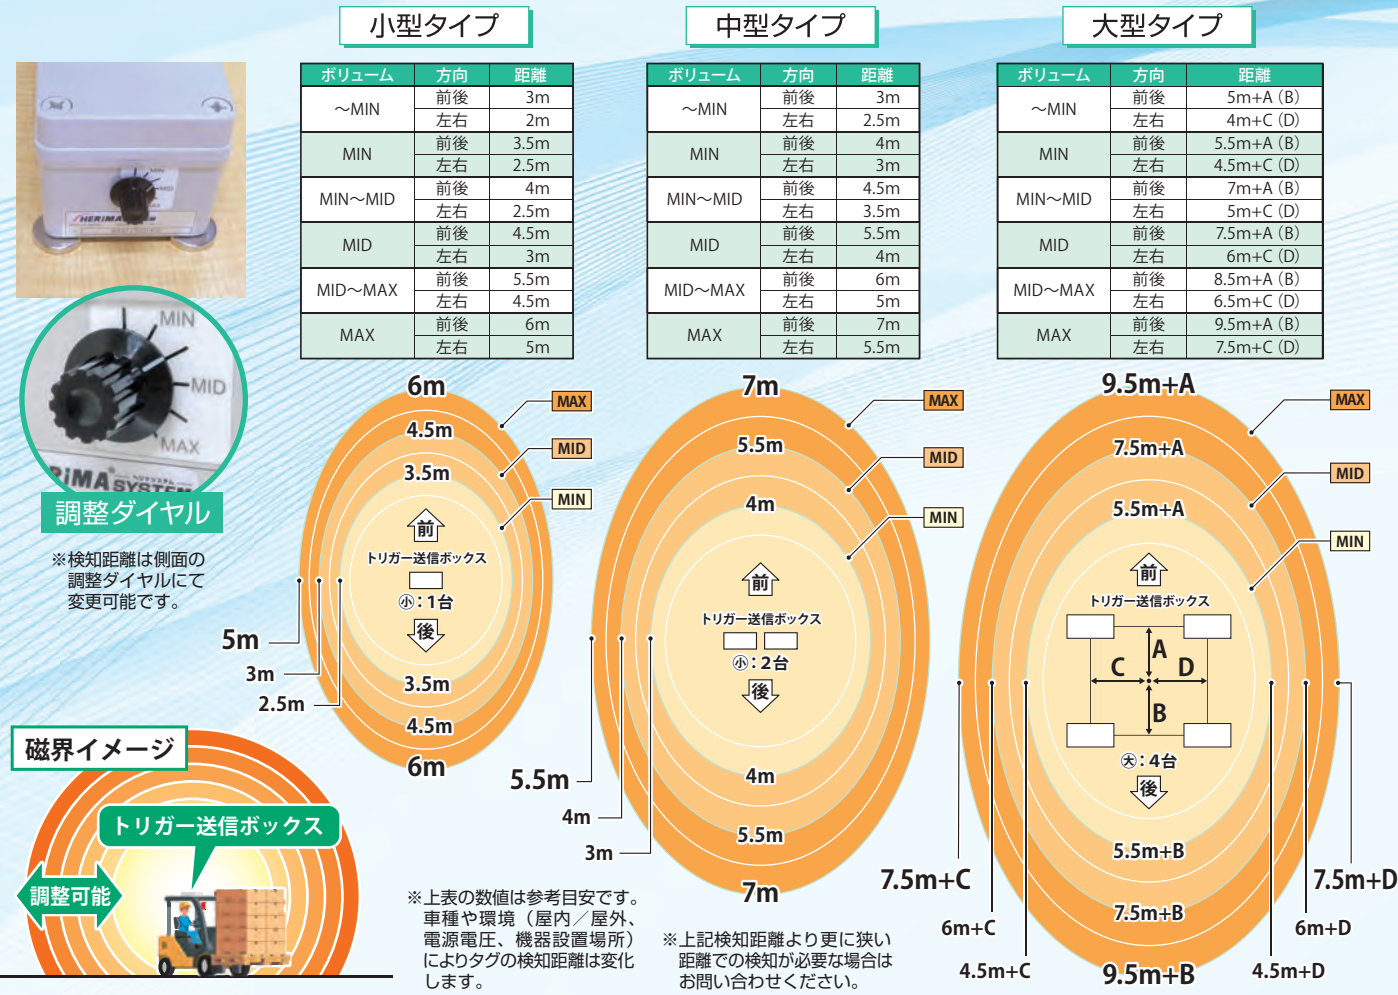 小型タイプ
ボリューム 方向 距離
～MIN 前後 3m
左右 2m
MIN 前後 3.5m
左右 2.5m
MIN～MID 前後 4m
左右 2.5m
MID 前後 4.5m
左右 3m
MID～MAX 前後 5.5m
左右 4.5m
MAX 前後 6m
左右 5m
中型タイプ
ボリューム 方向 距離
～MIN 前後 3m
左右 2.5m
MIN 前後 4m
左右 3m
MIN～MID 前後 4.5m
左右 3.5m
MID 前後 5.5m
左右 4m
MID～MAX 前後 6m
左右 5m
MAX 前後 7m
左右 5.5m
大型タイプ
ボリューム 方向 距離
～MIN 前後 5m+A（B）
左右 4m+C（D）
MIN 前後 5.5m+A（B）
左右 4.5m+C（D）
MIN～MID 前後 7m+A（B）
左右 5m+C（D）
MID 前後 7.5m+A（B）
左右 6m+C（D）
MID～MAX 前後 8.5m+A（B）
左右 6.5m+C（D）
MAX 前後 9.5m+A（B）
左右 7.5m+C（D）
MIN
MID
MAX
HERIMA
MIN
MID
MAX
RiMA SYSTEM
調整ダイヤル
※検知距離は側面の
調整ダイヤルにて
変更可能です。
6m
MAX
4.5m
MID
3.5m
MIN
前
トリガー送信ボックス
㊙小：1台
後
5m
3m
2.5m
3.5m
4.5m
6m
7m
MAX
5.5m
MID
4m
MIN
前
トリガー送信ボックス
小：2台
後
5.5m
4m
3m
4m
5.5m
7m
9.5m+A
MAX
7.5m+A
MID
5.5m+A
MIN
前
トリガー送信ボックス
A
C D
B
大：4台
後
5.5m+B
7.5m+B
9.5m+B
7.5m+C
6m+C
4.5m+C
7.5m+D
6m+D
4.5m+D
磁界イメージ
トリガー送信ボックス
調整可能
※上表の数値は参考目安です。
車種や環境（屋内／屋外、
電源電圧、機器設置場所）
によりタグの検知距離は変化
します。
※上記検知距離より更に狭い
距離での検知が必要な場合は
お問い合わせください。